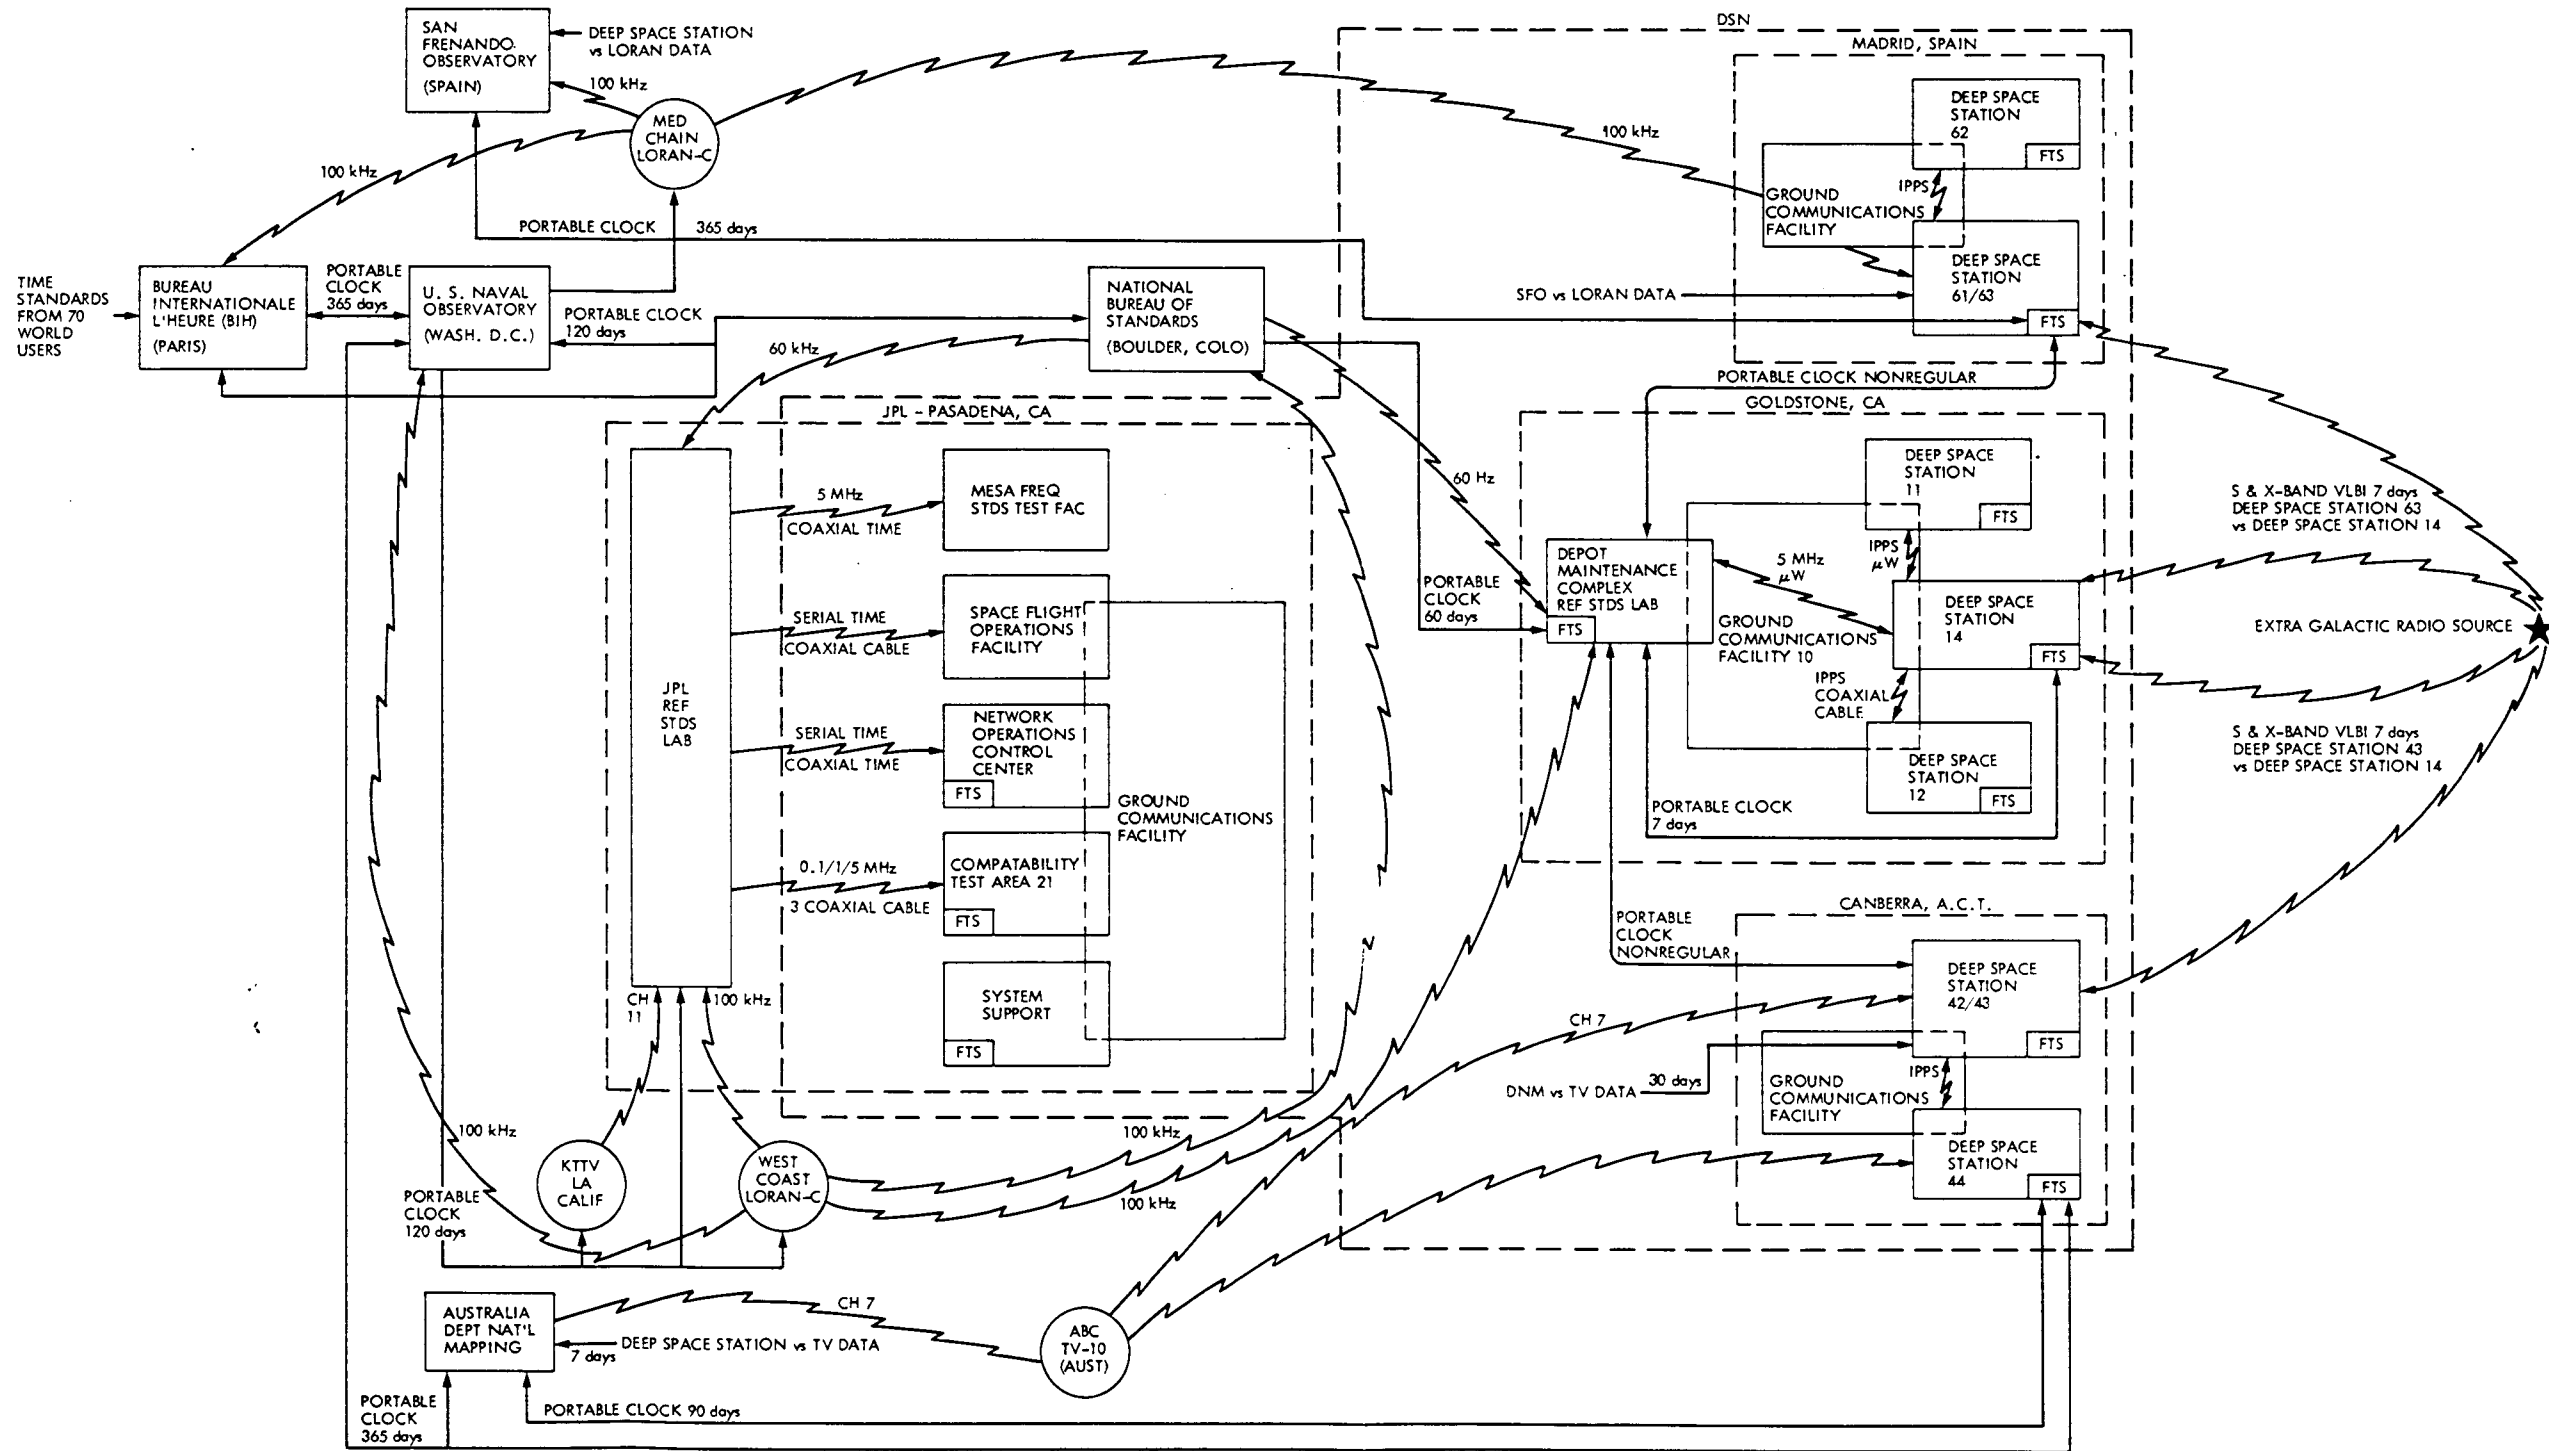 SAN
FRENANDO
OBSERVATORY
(SPAIN)
DEEP SPACE STATION
vs LORAN DATA
100 kHz
MED
CHAIN
LORAN-C
100 kHz
PORTABLE CLOCK 365 days
TIME
STANDARDS
FROM 70
WORLD
USERS
BUREAU
INTERNATIONALE
L'HEURE (BIH)
(PARIS)
PORTABLE
CLOCK
365 days
U. S. NAVAL
OBSERVATORY
(WASH. D.C.)
PORTABLE CLOCK
120 days
NATIONAL
BUREAU OF
STANDARDS
(BOULDER, COLO)
60 kHz
DSN
MADRID, SPAIN
DEEP SPACE
STATION
62
FTS
100 kHz
IPPS
GROUND
COMMUNICATIONS
FACILITY
DEEP SPACE
STATION
61/63
FTS
SFO vs LORAN DATA
PORTABLE CLOCK NONREGULAR
JPL - PASADENA, CA
JPL
REF
STDS
LAB
5 MHz
COAXIAL TIME
MESA FREQ
STDS TEST FAC
SERIAL TIME
COAXIAL CABLE
SPACE FLIGHT
OPERATIONS
FACILITY
SERIAL TIME
COAXIAL TIME
NETWORK
OPERATIONS
CONTROL
CENTER
FTS
GROUND
COMMUNICATIONS
FACILITY
0.1/1/5 MHz
3 COAXIAL CABLE
COMPATABILITY
TEST AREA 21
FTS
SYSTEM
SUPPORT
FTS
CH
11
100 kHz
GOLDSTONE, CA
60 Hz
DEEP SPACE
STATION
11
FTS
IPPS
μW
DEPOT
MAINTENANCE
COMPLEX
REF STDS LAB
FTS
5 MHz
μW
PORTABLE
CLOCK
60 days
GROUND
COMMUNICATIONS
FACILITY 10
DEEP SPACE
STATION
14
FTS
IPPS
COAXIAL
CABLE
DEEP SPACE
STATION
12
FTS
PORTABLE CLOCK
7 days
S & X-BAND VLBI 7 days
DEEP SPACE STATION 63
vs DEEP SPACE STATION 14
EXTRA GALACTIC RADIO SOURCE
S & X-BAND VLBI 7 days
DEEP SPACE STATION 43
vs DEEP SPACE STATION 14
CANBERRA, A.C.T.
PORTABLE
CLOCK
NONREGULAR
DEEP SPACE
STATION
42/43
FTS
CH 7
DNM vs TV DATA 30 days
IPPS
GROUND
COMMUNICATIONS
FACILITY
DEEP SPACE
STATION
44
FTS
100 kHz
KTTV
LA
CALIF
WEST
COAST
LORAN-C
100 kHz
100 kHz
PORTABLE
CLOCK
120 days
AUSTRALIA
DEPT NAT'L
MAPPING
CH 7
DEEP SPACE STATION vs TV DATA
7 days
ABC
TV-10
(AUST)
PORTABLE
CLOCK
365 days
PORTABLE CLOCK 90 days